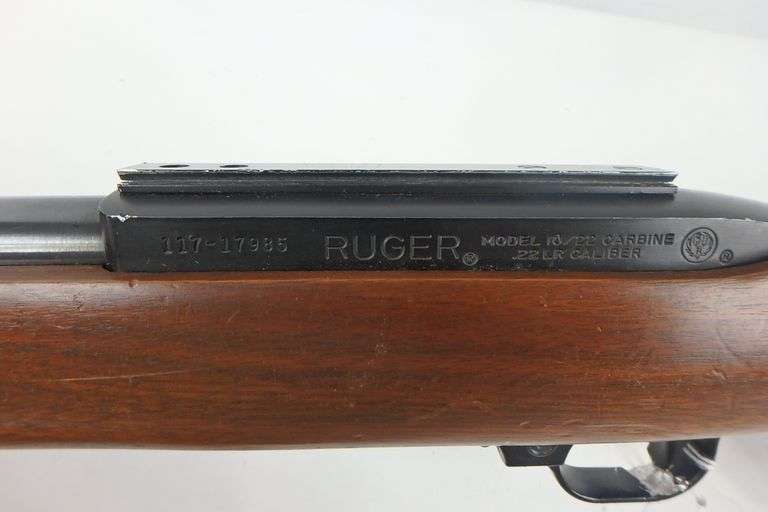 117-17985 RUGER® MODEL 10/22 CARBINE
.22 LR CALIBER ®